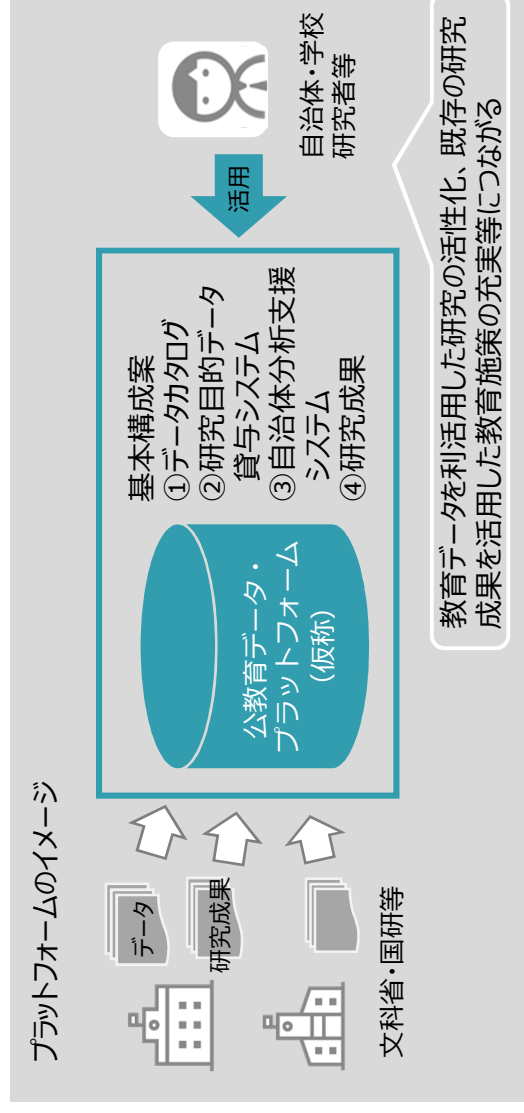 プラットフォームのイメージ
データ
研究成果
文科省・国研等
公教育データ・
プラットフォーム
（仮称）
基本構成案
①データカタログ
②研究目的データ
貸与システム
③自治体分析支援
システム
④研究成果
活用
自治体・学校
研究者等
教育データを利活用した研究の活性化、既存の研究
成果を活用した教育施策の充実等につながる